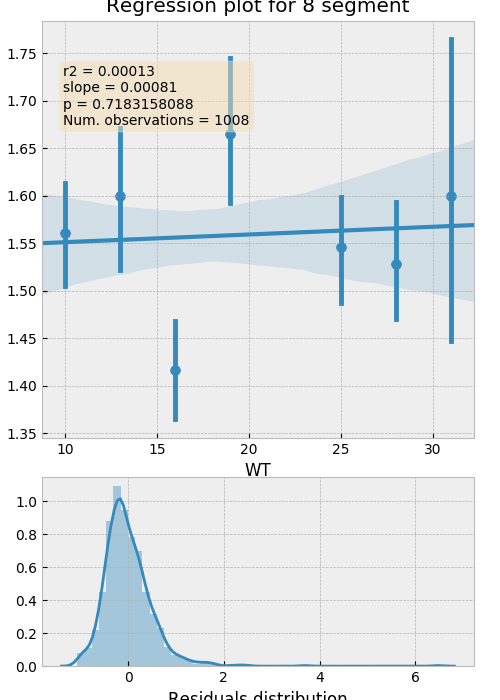 Regression plot for 8 segment
1.75
r2 = 0.00013
slope = 0.00081
1.70
p = 0.7183158088
Num. observations = 1008
1.65
1.60
1.55
1.50
1.45
1.40
1.35
10 15 20 25 30
WT
1.0
0.8
0.6
0.4
0.2
0.0
0 2 4 6
Residuals distribution